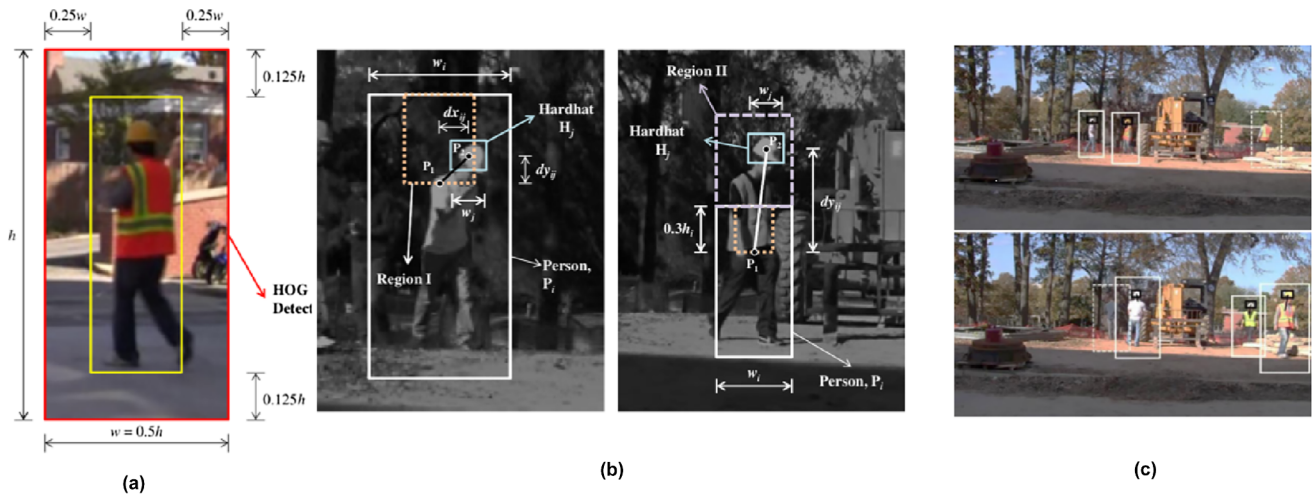 0.25w
0.25w
0.125h
h
HOG
Detect
0.125h
w = 0.5h
(a)
wi
dxij
Hardhat
Hj
P2
P1
dyij
wj
Region I
Person,
Pi
Region II
wj
Hardhat
Hj
P2
dyij
0.3hi
P1
wi
Person, Pi
(b)
(c)